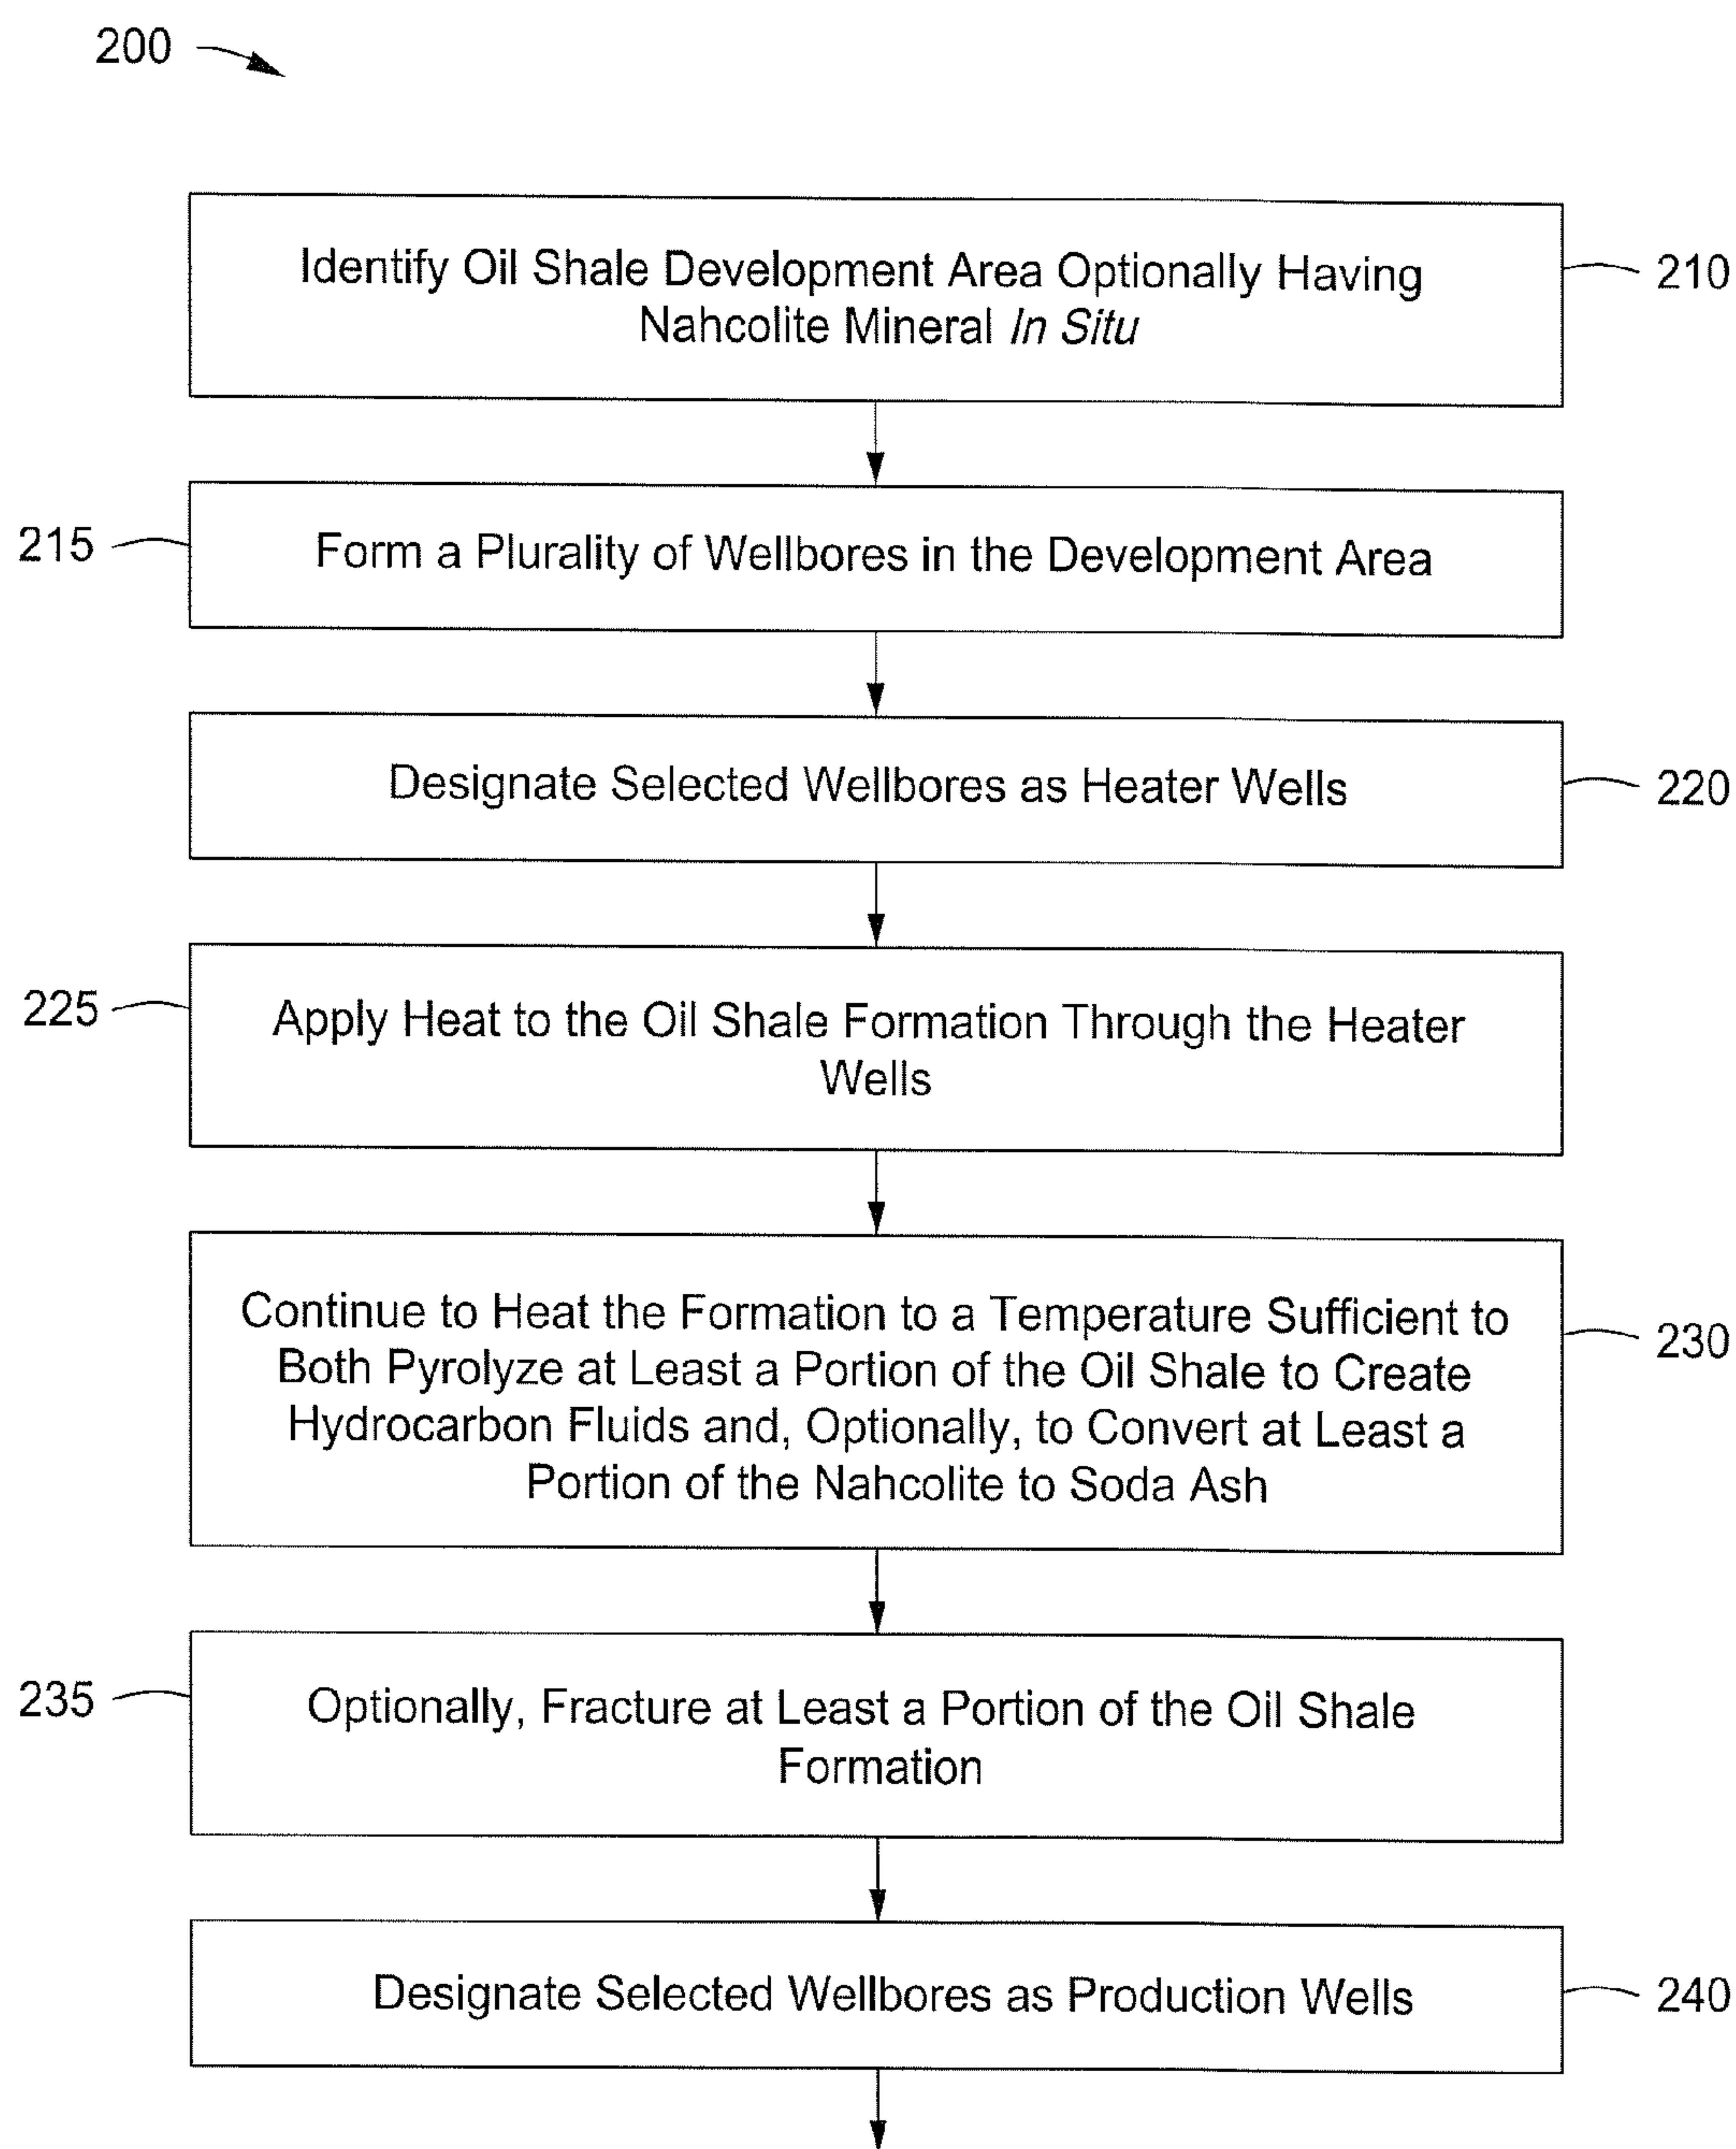 200
Identify Oil Shale Development Area Optionally Having
Nahcolite Mineral In Situ
210
215
Form a Plurality of Wellbores in the Development Area
Designate Selected Wellbores as Heater Wells
220
225
Apply Heat to the Oil Shale Formation Through the Heater
Wells
Continue to Heat the Formation to a Temperature Sufficient to
Both Pyrolyze at Least a Portion of the Oil Shale to Create
Hydrocarbon Fluids and, Optionally, to Convert at Least a
Portion of the Nahcolite to Soda Ash
230
235
Optionally, Fracture at Least a Portion of the Oil Shale
Formation
Designate Selected Wellbores as Production Wells
240